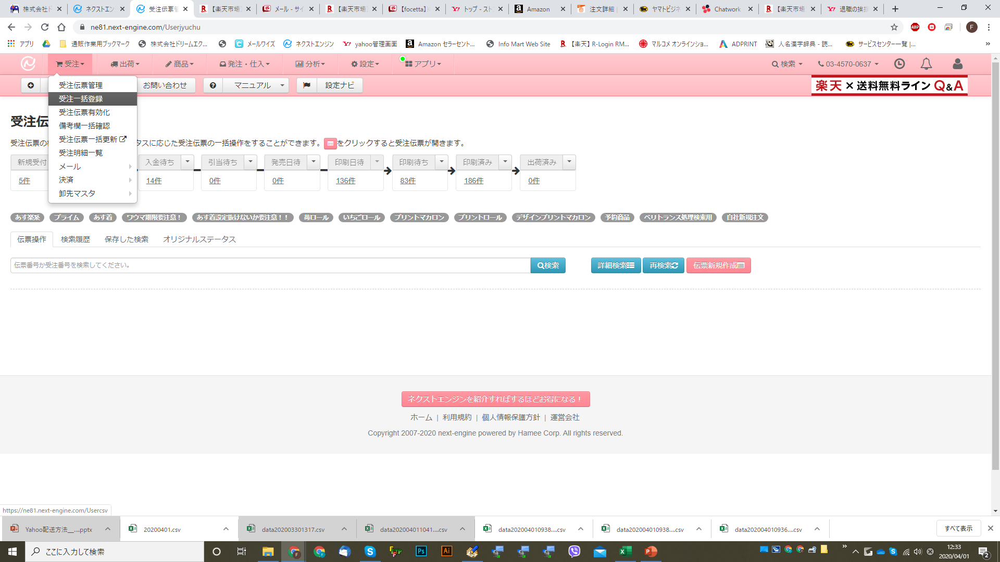 株式会社ド
ネクストエン
受注伝票管
【楽天市場
メール - サイ
【楽天市場】
【focetta】
トップ - スト
Amazon
注文詳細
ヤマトビジネ
Chatwork
【楽天市場
退職の挨拶
ne81.next-engine.com/Userjyuchu
ABP
F
アプリ
通販作業用ブックマーク
株式会社ドリームエク...
メールワイズ
ネクストエンジン
yahoo管理画面
Amazon セラーセント...
Info Mart Web Site
【楽天】R-Login RM...
マルコメ オンラインショ...
ADPRINT
人名漢字辞典 - 読...
サービスセンター一覧 |...
»
受注
出荷
商品
発注・仕入
分析
設定
アプリ
検索
03-4570-0637
お問い合わせ
マニュアル
設定ナビ
楽天×送料無料ライン Q&A
受注伝票管理
受注一括登録
受注伝票有効化
備考欄一括確認
受注伝票一括更新
受注明細一覧
メール
決済
卸先マスタ
受注伝
受注伝票の
タスに応じた受注伝票の一括操作をすることができます。
をクリックすると受注伝票が開きます。
新規受付
入金待ち
引当待ち
発売日待
印刷日待
印刷待ち
印刷済み
出荷済み
5件
14件
0件
0件
136件
83件
186件
0件
あす楽系
プライム
あす着
ワウマ期限要注意！
あす着設定抜けないか要注意！！
苺ロール
いちごロール
プリントマカロン
プリントロール
デザインプリントマカロン
予約商品
ベリトランス処理検索用
自社新規注文
伝票操作
検索履歴
保存した検索
オリジナルステータス
伝票番号か受注番号を検索してください。
検索
詳細検索
再検索
伝票新規作成
ネクストエンジンを紹介すればするほどお得になる！
ホーム | 利用規約 | 個人情報保護方針 | 運営会社
Copyright 2007-2020 next-engine powered by Hamee Corp. All rights reserved.
https://ne81.next-engine.com/Usercsv
Yahoo配送方法__....pptx
20200401.csv
data202003301317.csv
data202004011041....csv
data202004010938....csv
data202004010938....csv
data202004010936....csv
すべて表示
ここに入力して検索
Ps
Ai
12:33
2020/04/01
2